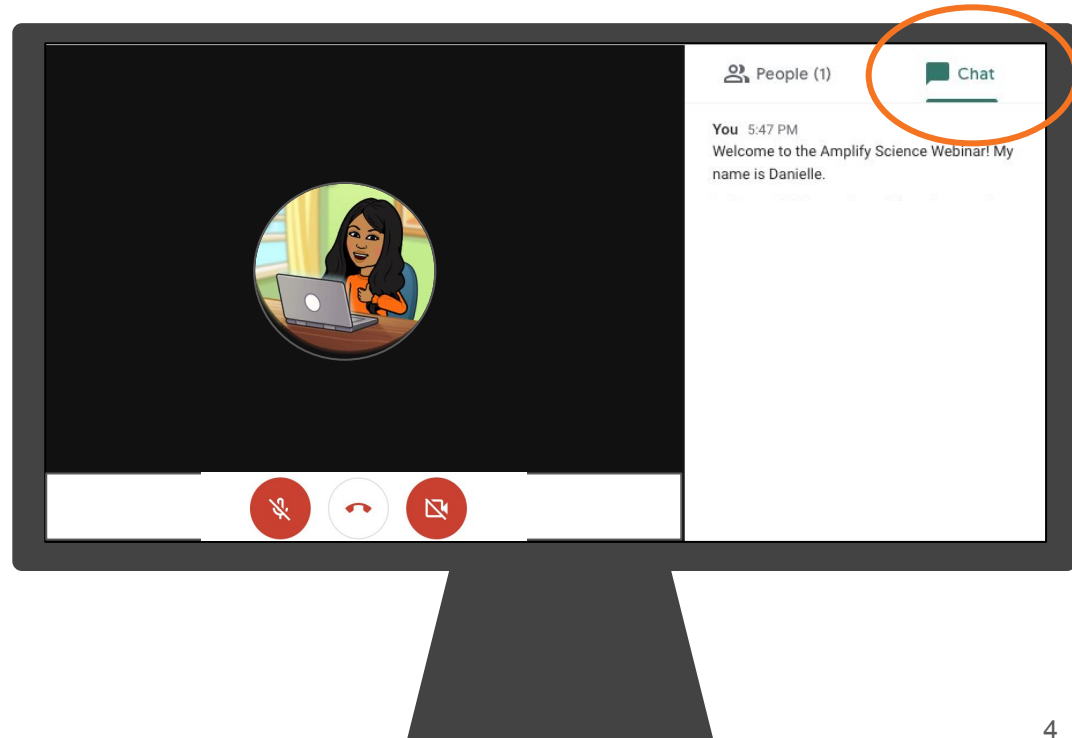 People (1)
Chat
You 5:47 PM
Welcome to the Amplify Science Webinar! My
name is Danielle.
4